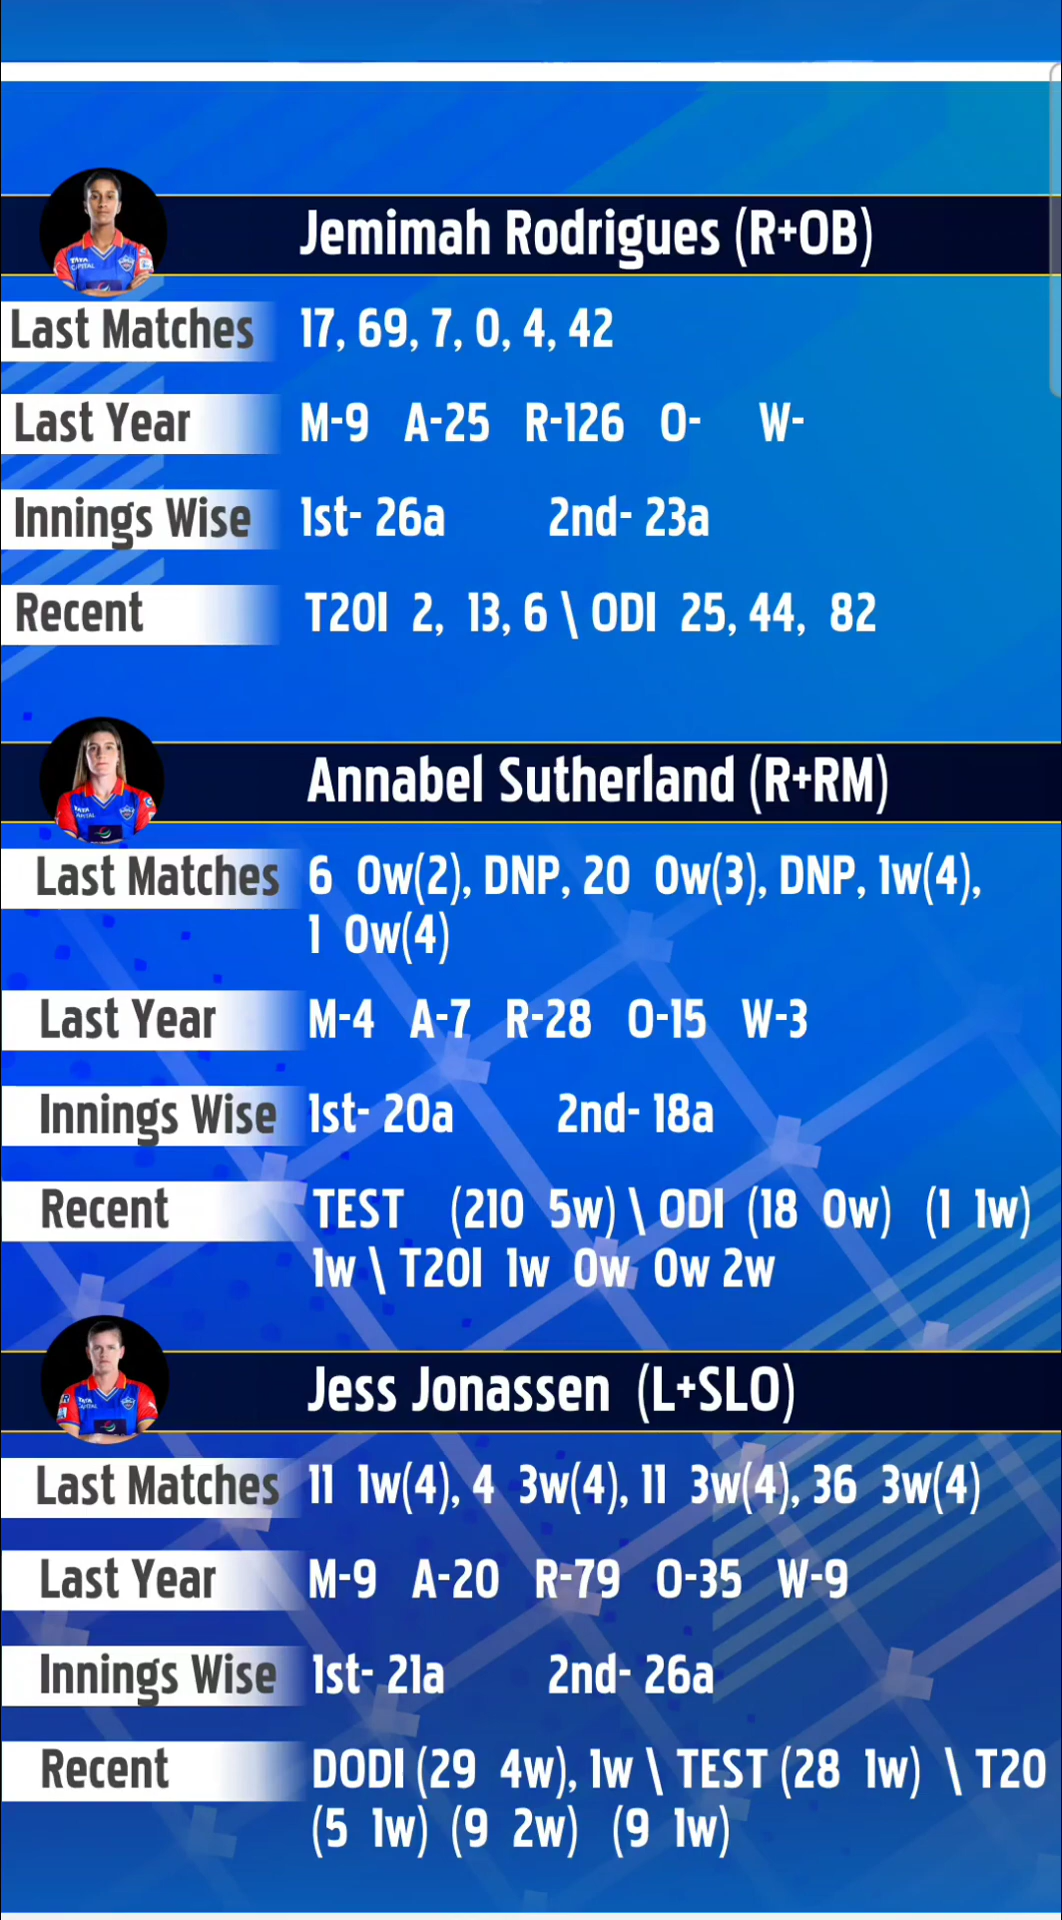 Jemimah Rodrigues (R+OB)
Last Matches 17, 69, 7, 0, 4, 42
Last Year M-9 A-25 R-126 O- W-
Innings Wise 1st- 26a 2nd- 23a
Recent T20I 2, 13, 6 \ ODI 25, 44, 82
Annabel Sutherland (R+RM)
Last Matches 6 0w(2), DNP, 20 0w(3), DNP, 1w(4),
1 0w(4)
Last Year M-4 A-7 R-28 O-15 W-3
Innings Wise 1st- 20a 2nd- 18a
Recent TEST (210 5w) \ ODI (18 0w) (1 1w)
1w \ T20I 1w 0w 0w 2w
Jess Jonassen (L+SLO)
Last Matches 11 1w(4), 4 3w(4), 11 3w(4), 36 3w(4)
Last Year M-9 A-20 R-79 O-35 W-9
Innings Wise 1st- 21a 2nd- 26a
Recent DODI (29 4w), 1w \ TEST (28 1w) \ T20
(5 1w) (9 2w) (9 1w)